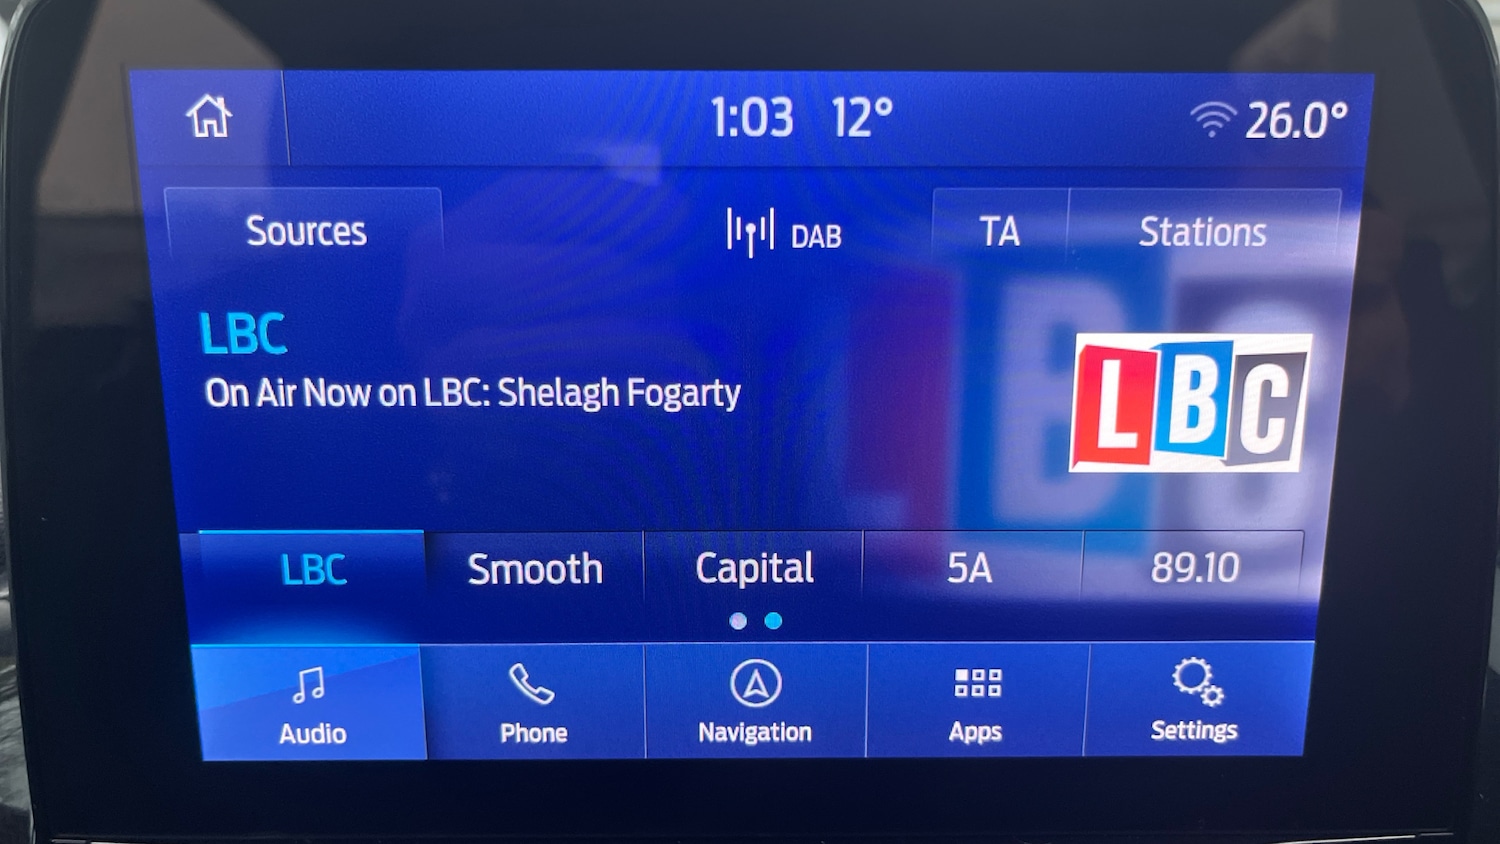 1:03 12° 26.0°
Sources DAB TA Stations
LBC
On Air Now on LBC: Shelagh Fogarty
LBC
LBC Smooth Capital 5A 89.10
Audio Phone Navigation Apps Settings